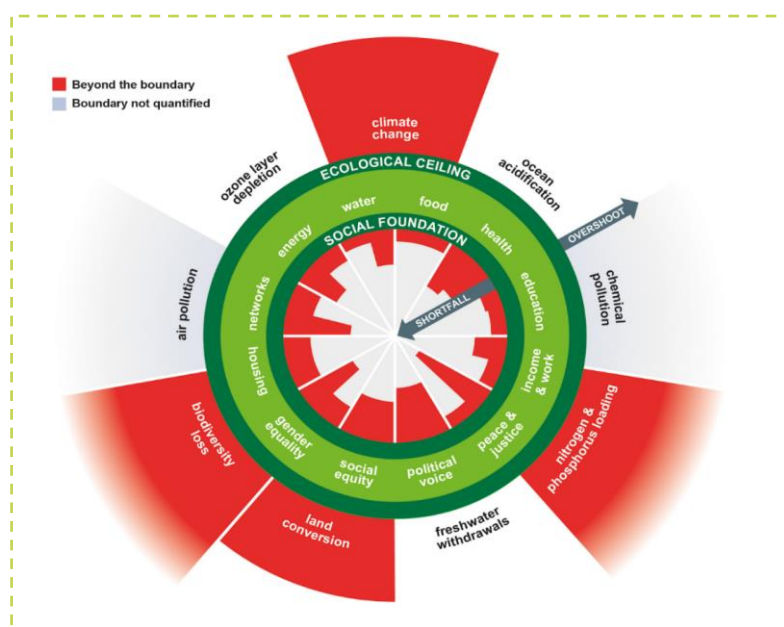 Beyond the boundary
Boundary not quantified
climate
change
ozone layer
depletion
ocean
acidification
ECOLOGICAL CEILING
OVERSHOOT
water
food
energy
health
SOCIAL FOUNDATION
SHORTFALL
networks
education
air pollution
chemical
pollution
housing
income
& work
gender
equality
peace &
justice
social
equity
political
voice
biodiversity
loss
nitrogen &
phosphorus loading
land
conversion
freshwater
withdrawals